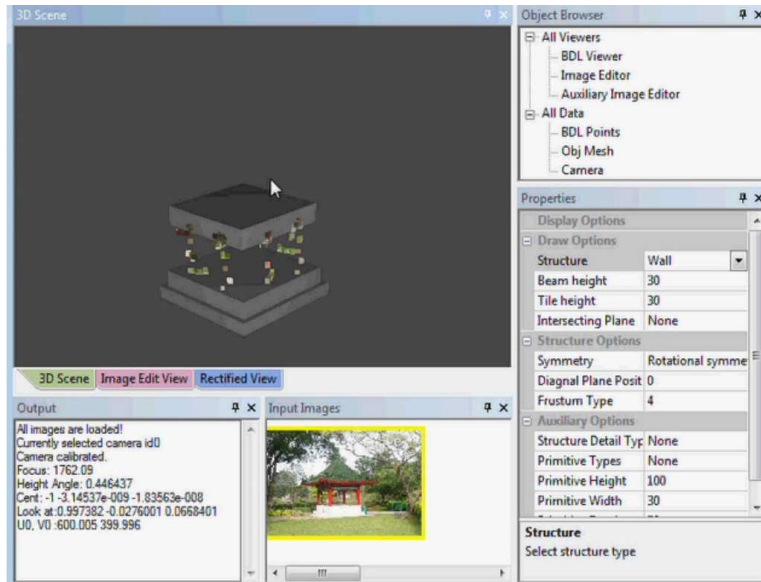 3D Scene
3D Scene Image Edit View Rectified View
Output
All images are loaded!
Currently selected camera id0
Camera calibrated.
Focus: 1762.09
Height Angle: 0.446437
Cent: -1 -3.14537e-009 -1.83563e-008
Look at:0.997382 -0.0276001 0.0668401
U0, V0 :600.005 399.996
Input Images
Object Browser
All Viewers
BDL Viewer
Image Editor
Auxiliary Image Editor
All Data
BDL Points
Obj Mesh
Camera
Properties
Display Options
Draw Options
Structure Wall
Beam height 30
Tile height 30
Intersecting Plane None
Structure Options
Symmetry Rotational symme
Diagnal Plane Posit 0
Frustum Type 4
Auxiliary Options
Structure Detail Typ None
Primitive Types None
Primitive Height 100
Primitive Width 30
Structure
Select structure type